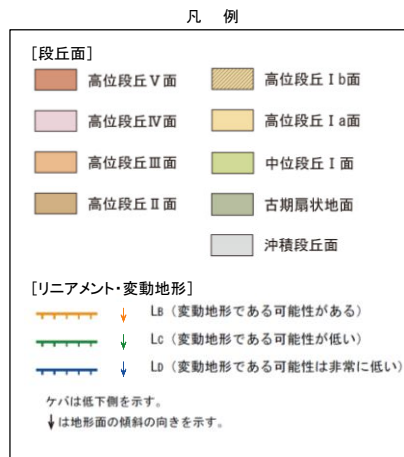 凡 例
[段丘面]
高位段丘Ⅴ面
高位段丘Ⅳ面
高位段丘Ⅲ面
高位段丘Ⅱ面
高位段丘Ⅰb面
高位段丘Ⅰa面
中位段丘Ⅰ面
古期扇状地面
沖積段丘面
[リニアメント・変動地形]
LB (変動地形である可能性がある)
LC (変動地形である可能性が低い)
LD (変動地形である可能性は非常に低い)
ケバは低下側を示す。
↓は地形面の傾斜の向きを示す。